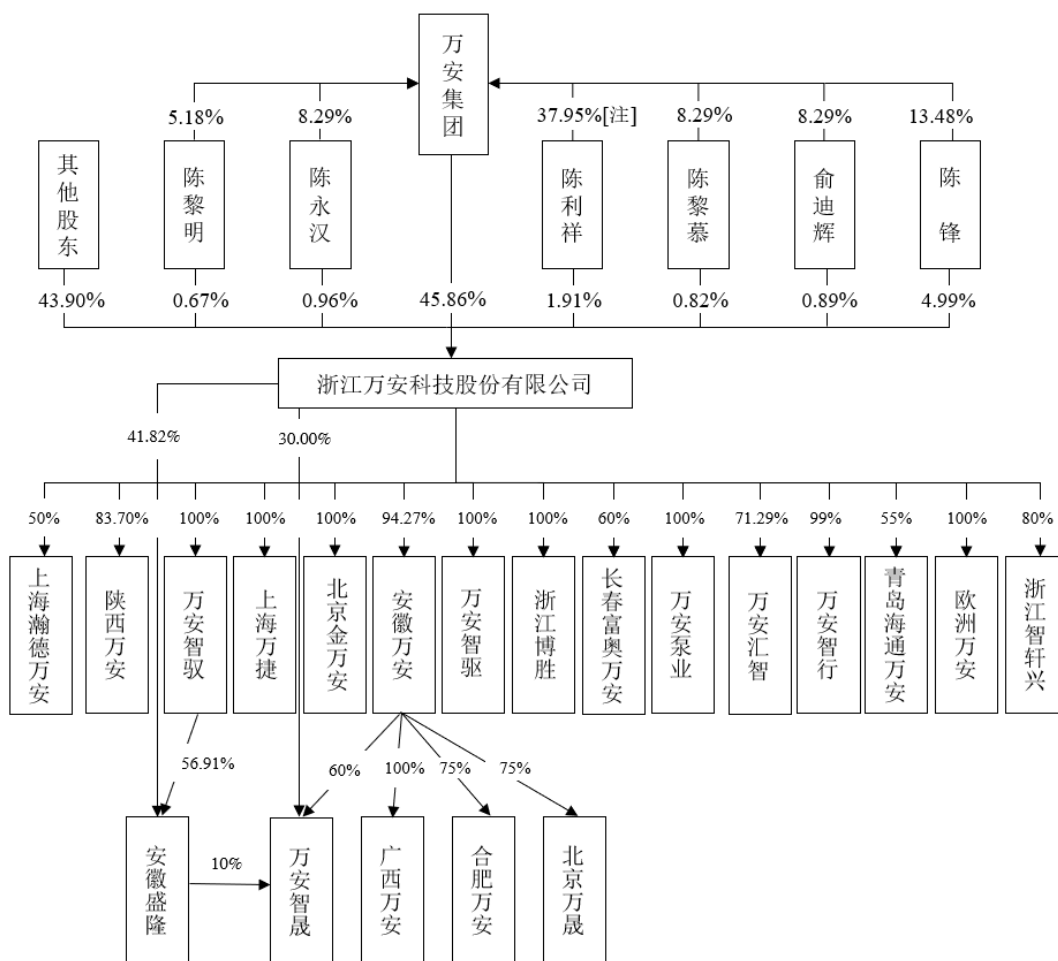 万安集团
5.18%
8.29%
37.95%[注]
8.29%
8.29%
13.48%
其他股东
陈黎明
陈永汉
陈利祥
陈黎慕
俞迪辉
陈锋
43.90%
0.67%
0.96%
45.86%
1.91%
0.82%
0.89%
4.99%
浙江万安科技股份有限公司
41.82%
30.00%
50%
83.70%
100%
100%
100%
94.27%
100%
100%
60%
100%
71.29%
99%
55%
100%
80%
上海瀚德万安
陕西万安
万安智驭
上海万捷
北京金万安
安徽万安
万安智驱
浙江博胜
长春富奥万安
万安泵业
万安汇智
万安智行
青岛海通万安
欧洲万安
浙江智轩兴
56.91%
60%
100%
75%
75%
安徽盛隆
10%
万安智晟
广西万安
合肥万安
北京万晟